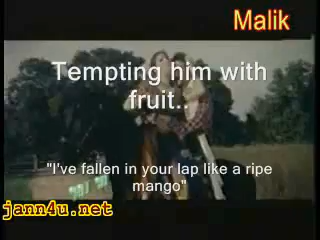 Malik
Tempting him with
fruit..
"I've fallen in your lap like a ripe
mango"
jann4u.net